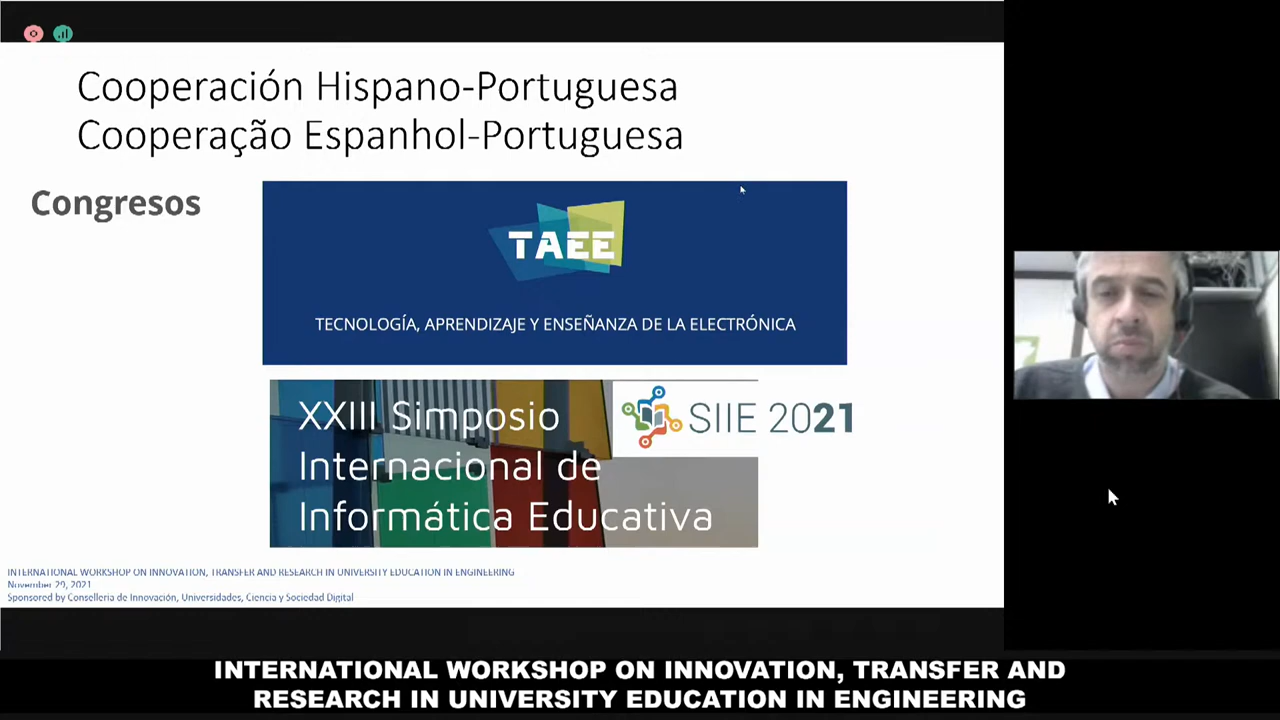 Cooperación Hispano-Portuguesa
Cooperação Espanhol-Portuguesa
Congresos
TAEE
TECNOLOGÍA, APRENDIZAJE Y ENSEÑANZA DE LA ELECTRÓNICA
XXIII Simposio
Internacional de
Informática Educativa
SIIE 2021
INTERNATIONAL WORKSHOP ON INNOVATION, TRANSFER AND RESEARCH IN UNIVERSITY EDUCATION IN ENGINEERING
November 29, 2021
Sponsored by Conselleria de Innovación, Universidades, Ciencia y Sociedad Digital
INTERNATIONAL WORKSHOP ON INNOVATION, TRANSFER AND
RESEARCH IN UNIVERSITY EDUCATION IN ENGINEERING